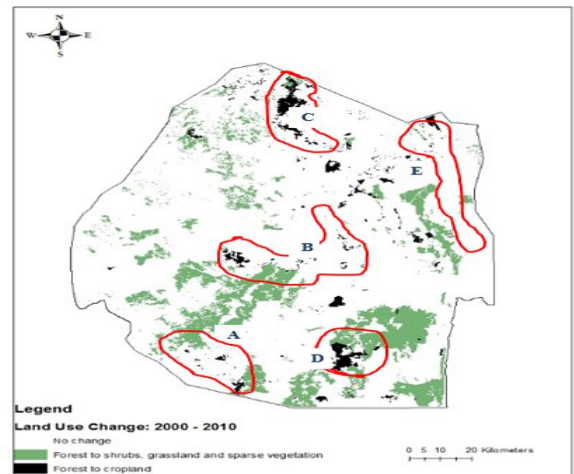 N
W E
S
C
E
B
A
D
Legend
Land Use Change: 2000 - 2010
No change
Forest to shrubs, grassland and sparse vegetation
Forest to cropland
0 5 10 20 Kilometers